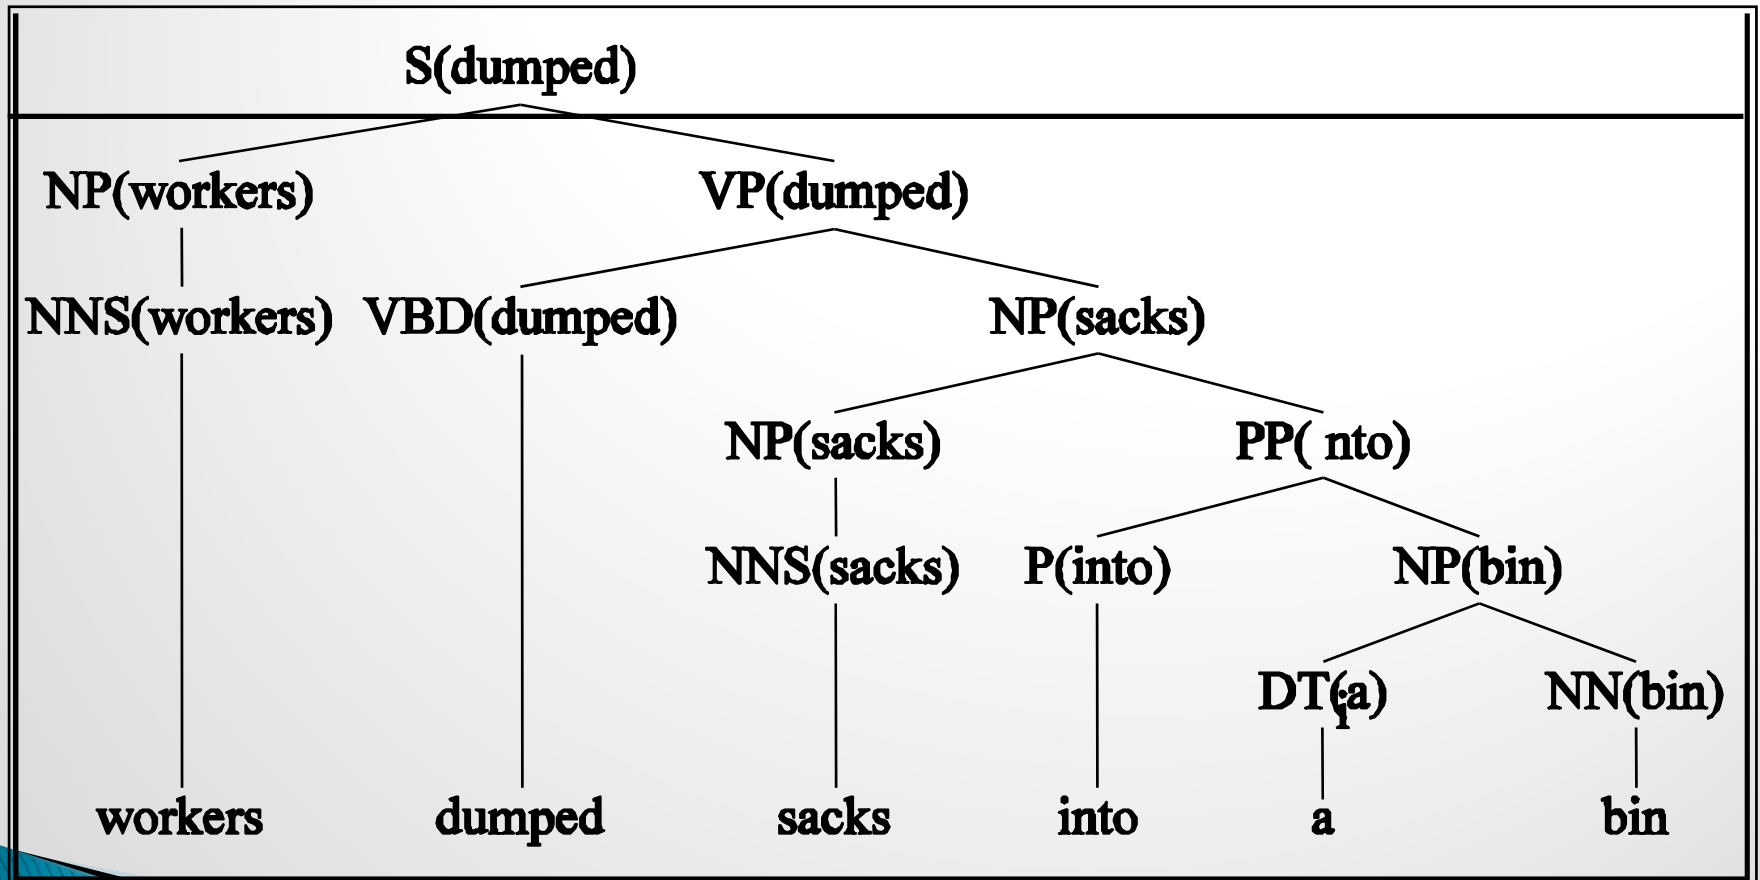 S(dumped)
NP(workers) VP(dumped)
NNS(workers) VBD(dumped) NP(sacks)
NP(sacks) PP( nto)
NNS(sacks) P(into) NP(bin)
DT(a) NN(bin)
i
workers dumped sacks into a bin